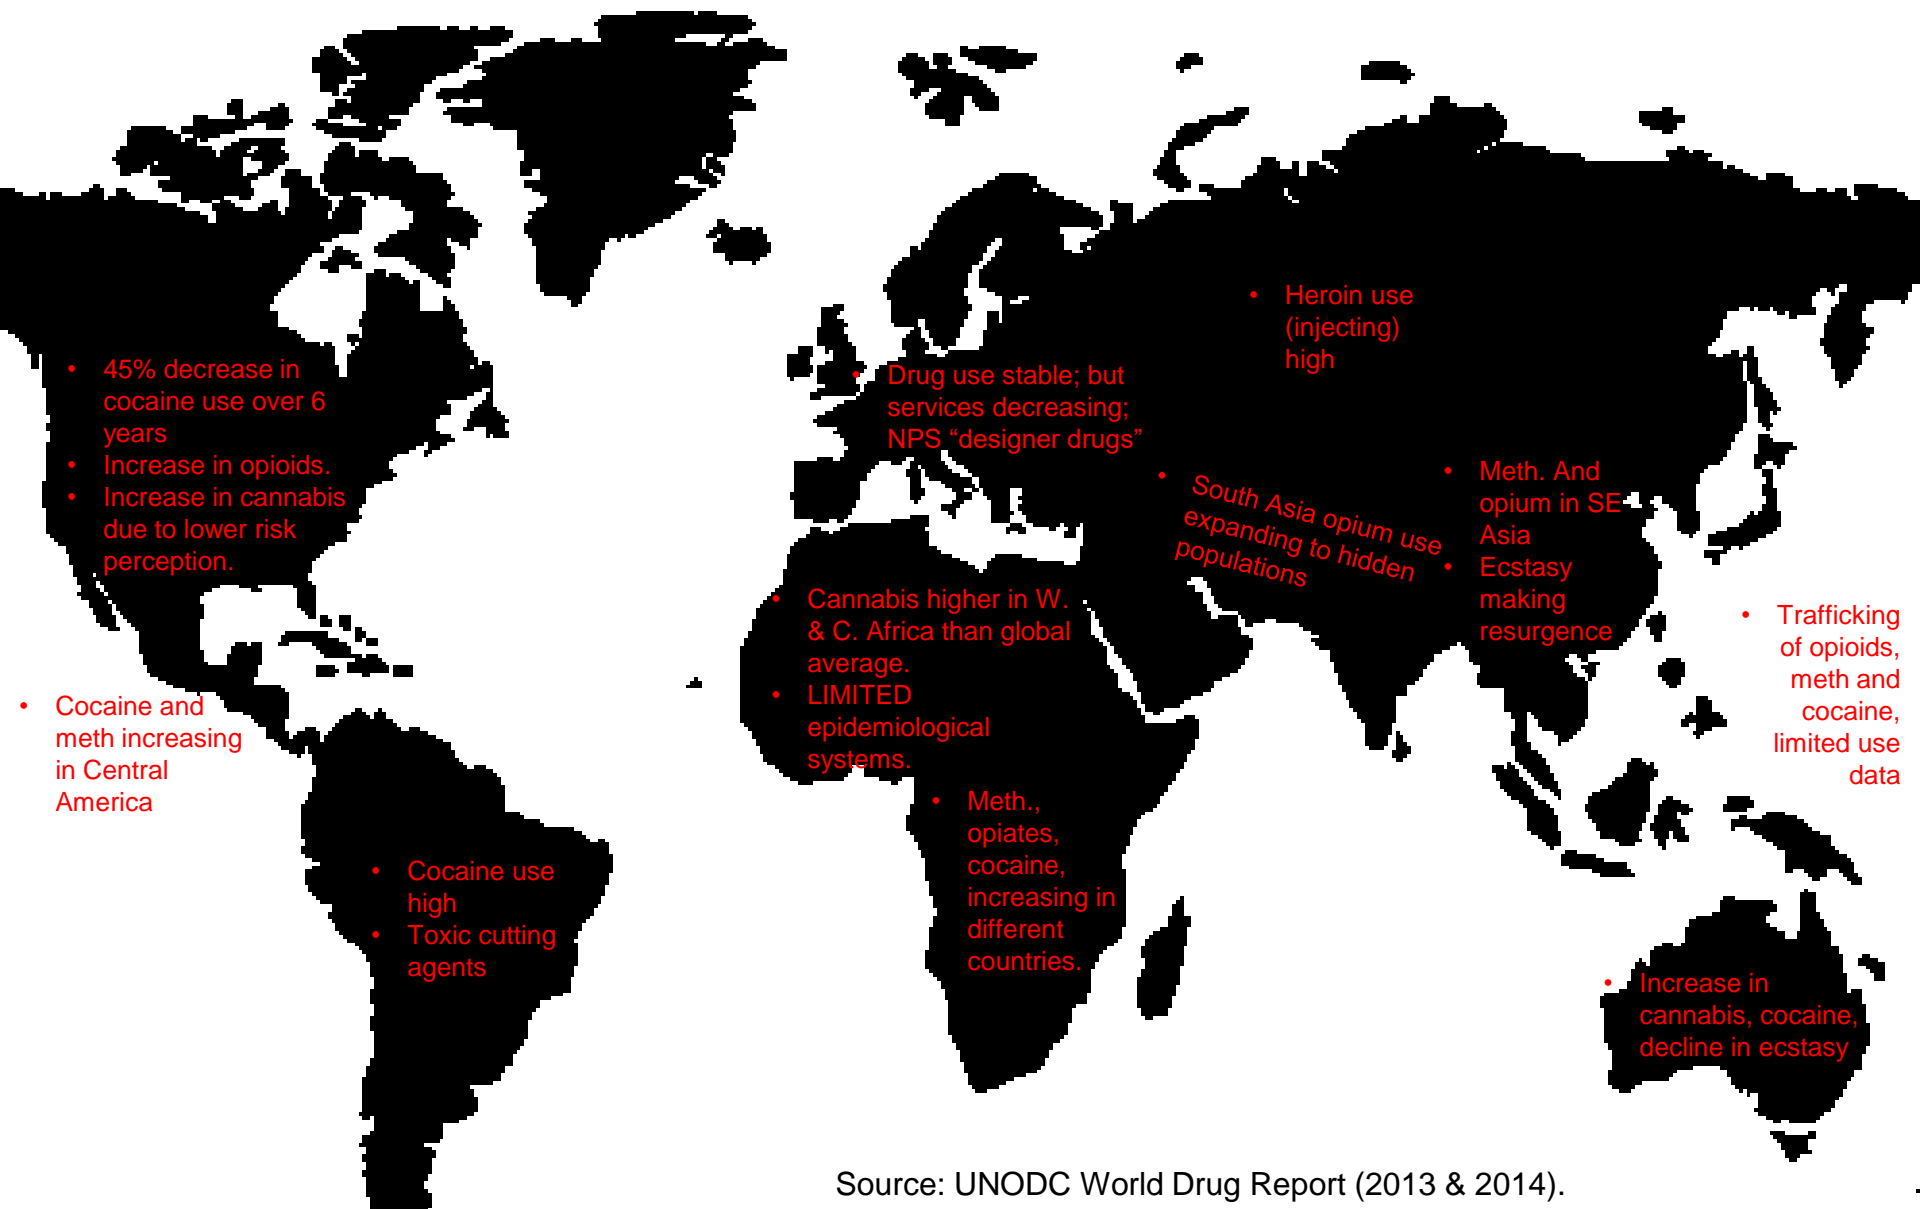 • Heroin use
(injecting)
high
• 45% decrease in
cocaine use over 6
years
• Increase in opioids.
• Increase in cannabis
due to lower risk
perception.
• Drug use stable; but
services decreasing;
NPS “designer drugs”
• South Asia opium use
expanding to hidden
populations
• Meth. And
opium in SE
Asia
• Ecstasy
making
resurgence
• Cannabis higher in W.
& C. Africa than global
average.
• LIMITED
epidemiological
systems.
• Trafficking
of opioids,
meth and
cocaine,
limited use
data
• Cocaine and
meth increasing
in Central
America
• Meth.,
opiates,
cocaine,
increasing in
different
countries.
• Cocaine use
high
• Toxic cutting
agents
• Increase in
cannabis, cocaine,
decline in ecstasy
Source: UNODC World Drug Report (2013 & 2014).